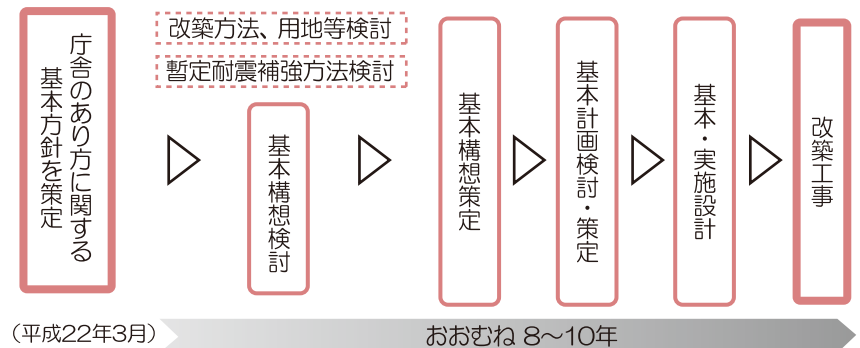 庁舎のあり方に関する
基本方針を策定
改築方法、用地等検討
暫定耐震補強方法検討
基本構想検討
基本構想策定
基本計画検討・策定
基本・実施設計
改築工事
（平成22年3月）
おおむね 8〜10年